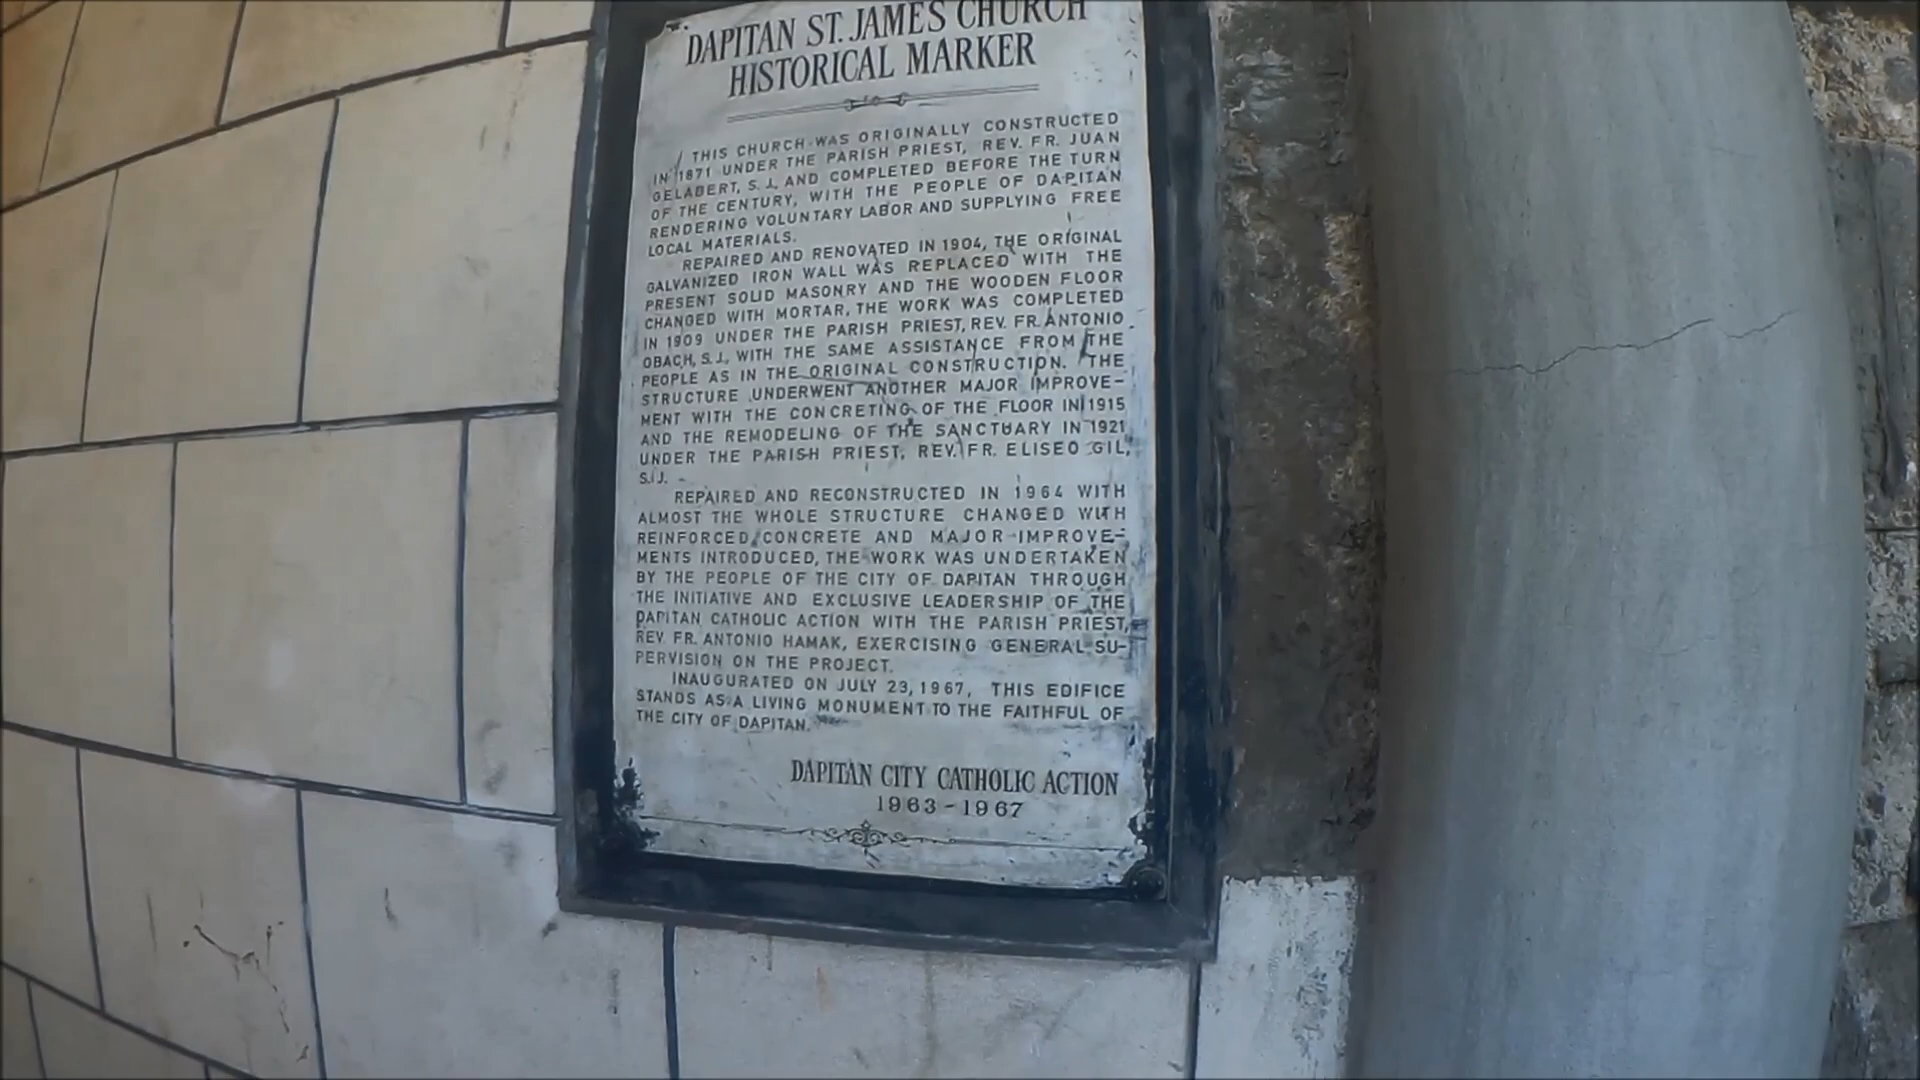 DAPITAN ST. JAMES CHURCH
HISTORICAL MARKER
THIS CHURCH WAS ORIGINALLY CONSTRUCTED
IN 1871 UNDER THE PARISH PRIEST, REV. FR. JUAN
GELABERT, S. J., AND COMPLETED BEFORE THE TURN
OF THE CENTURY, WITH THE PEOPLE OF DAPITAN
RENDERING VOLUNTARY LABOR AND SUPPLYING FREE
LOCAL MATERIALS.
REPAIRED AND RENOVATED IN 1904, THE ORIGINAL
GALVANIZED IRON WALL WAS REPLACED WITH THE
PRESENT SOLID MASONRY AND THE WOODEN FLOOR
CHANGED WITH MORTAR, THE WORK WAS COMPLETED
IN 1909 UNDER THE PARISH PRIEST, REV. FR. ANTONIO
OBACH, S.J., WITH THE SAME ASSISTANCE FROM THE
PEOPLE AS IN THE ORIGINAL CONSTRUCTION. THE
STRUCTURE UNDERWENT ANOTHER MAJOR IMPROVE-
MENT WITH THE CONCRETING OF THE FLOOR IN 1915
AND THE REMODELING OF THE SANCTUARY IN 1921
UNDER THE PARISH PRIEST, REV. FR. ELISEO GIL,
S.J.
REPAIRED AND RECONSTRUCTED IN 1964 WITH
ALMOST THE WHOLE STRUCTURE CHANGED WITH
REINFORCED CONCRETE AND MAJOR IMPROVE-
MENTS INTRODUCED, THE WORK WAS UNDERTAKEN
BY THE PEOPLE OF THE CITY OF DAPITAN THROUGH
THE INITIATIVE AND EXCLUSIVE LEADERSHIP OF THE
DAPITAN CATHOLIC ACTION WITH THE PARISH PRIEST,
REV. FR. ANTONIO HAMAK, EXERCISING GENERAL SU-
PERVISION ON THE PROJECT.
INAUGURATED ON JULY 23, 1967, THIS EDIFICE
STANDS AS A LIVING MONUMENT TO THE FAITHFUL OF
THE CITY OF DAPITAN.
DAPITAN CITY CATHOLIC ACTION
1963-1967